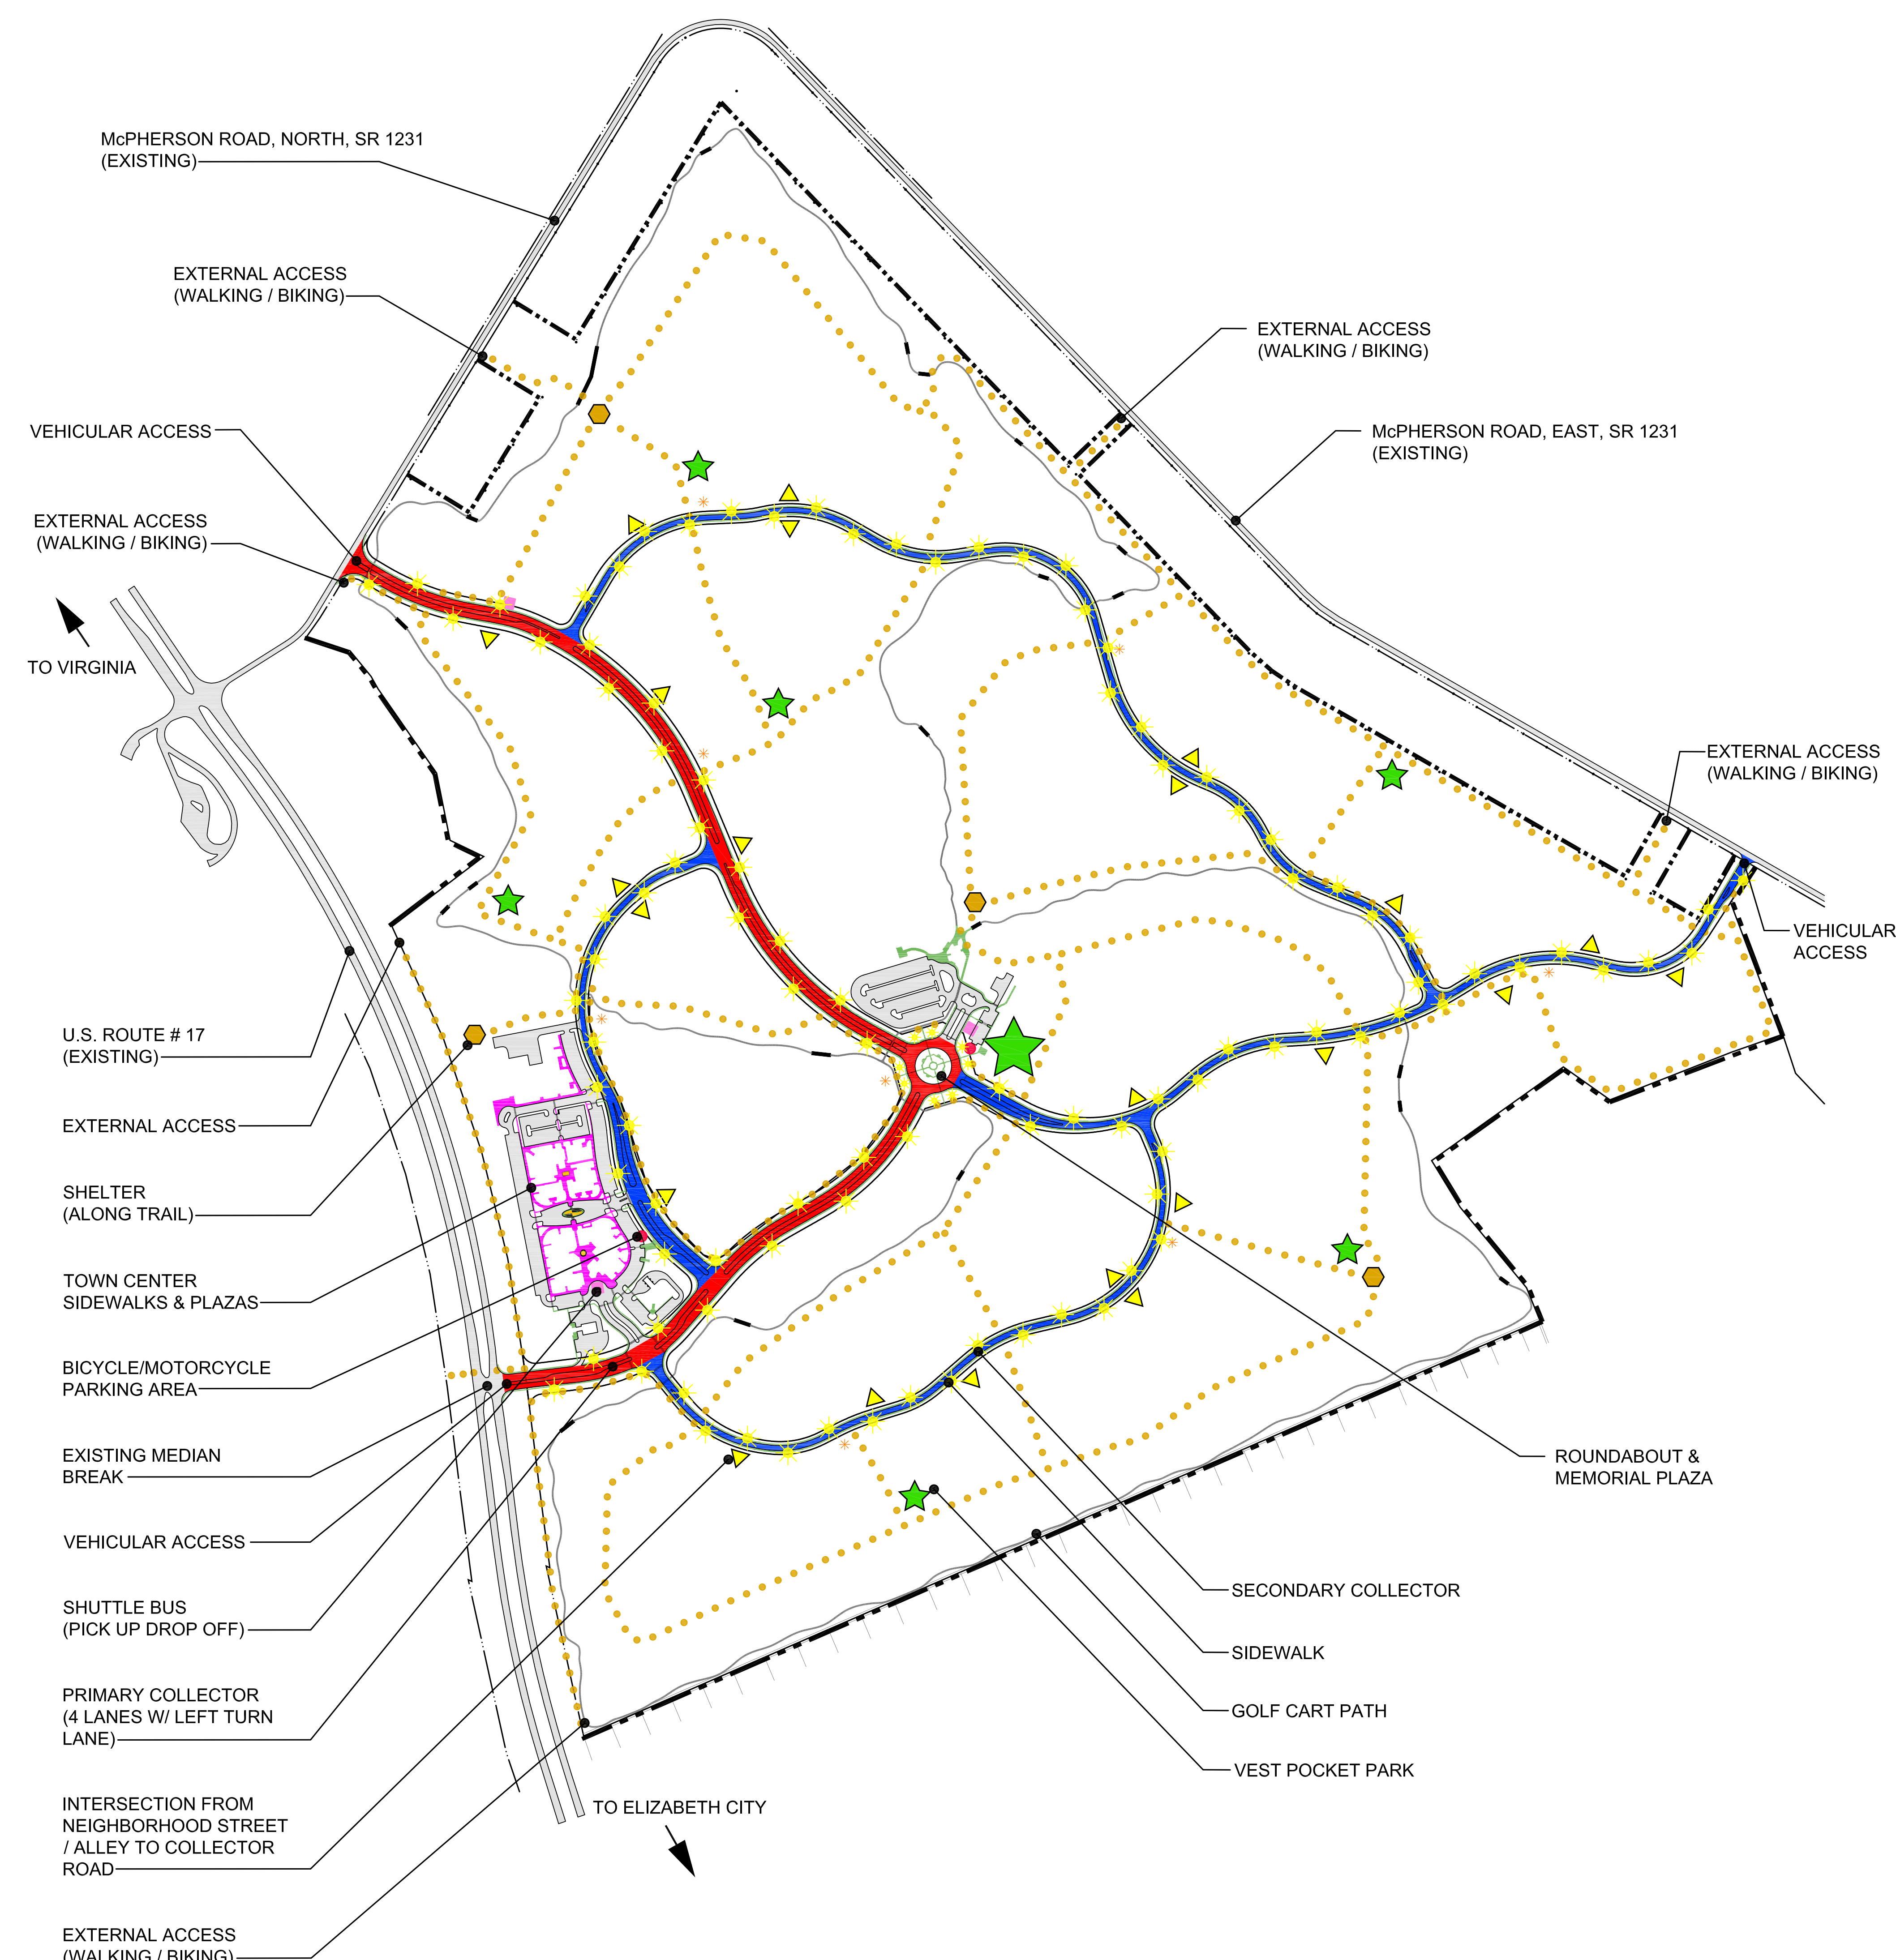 McPHERSON ROAD, NORTH, SR 1231
(EXISTING)
EXTERNAL ACCESS
(WALKING / BIKING)
EXTERNAL ACCESS
(WALKING / BIKING)
VEHICULAR ACCESS
McPHERSON ROAD, EAST, SR 1231
(EXISTING)
EXTERNAL ACCESS
(WALKING / BIKING)
TO VIRGINIA
EXTERNAL ACCESS
(WALKING / BIKING)
VEHICULAR
ACCESS
U.S. ROUTE # 17
(EXISTING)
EXTERNAL ACCESS
SHELTER
(ALONG TRAIL)
TOWN CENTER
SIDEWALKS & PLAZAS
BICYCLE/MOTORCYCLE
PARKING AREA
EXISTING MEDIAN
BREAK
VEHICULAR ACCESS
SHUTTLE BUS
(PICK UP DROP OFF)
PRIMARY COLLECTOR
(4 LANES W/ LEFT TURN
LANE)
INTERSECTION FROM
NEIGHBORHOOD STREET
/ ALLEY TO COLLECTOR
ROAD
EXTERNAL ACCESS
(WALKING / BIKING)
ROUNDABOUT &
MEMORIAL PLAZA
SECONDARY COLLECTOR
SIDEWALK
GOLF CART PATH
VEST POCKET PARK
TO ELIZABETH CITY